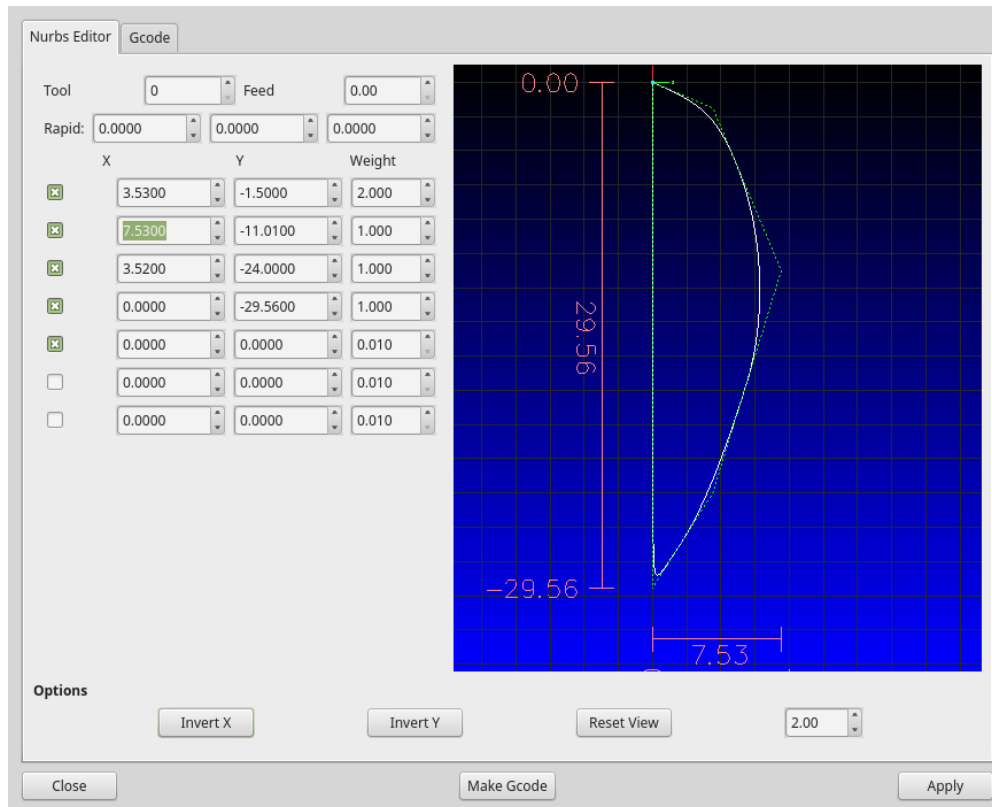 Nurbs Editor Gcode
Tool 0 Feed 0.00
Rapid: 0.0000 0.0000 0.0000
X Y Weight
3.5300 -1.5000 2.000
7.5300 -11.0100 1.000
3.5200 -24.0000 1.000
0.0000 -29.5600 1.000
0.0000 0.0000 0.010
0.0000 0.0000 0.010
0.0000 0.0000 0.010
0.00
29.56
-29.56
7.53
Options
Invert X Invert Y Reset View 2.00
Close Make Gcode Apply